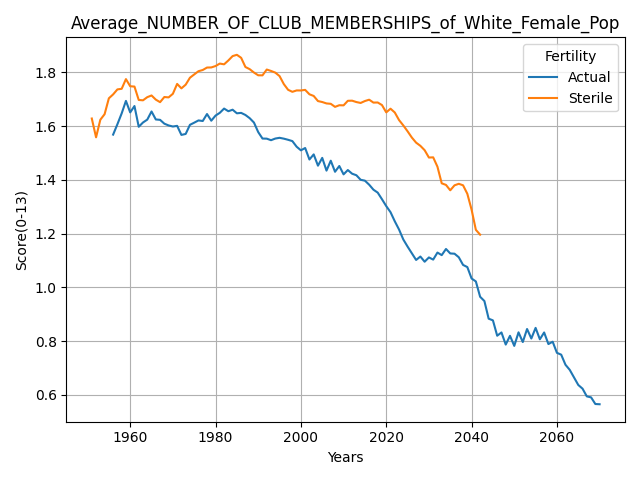 Average_NUMBER_OF_CLUB_MEMBERSHIPS_of_White_Female_Pop
Fertility
Actual
Sterile
Score(0-13)
1.8
1.6
1.4
1.2
1.0
0.8
0.6
1960 1980 2000 2020 2040 2060
Years